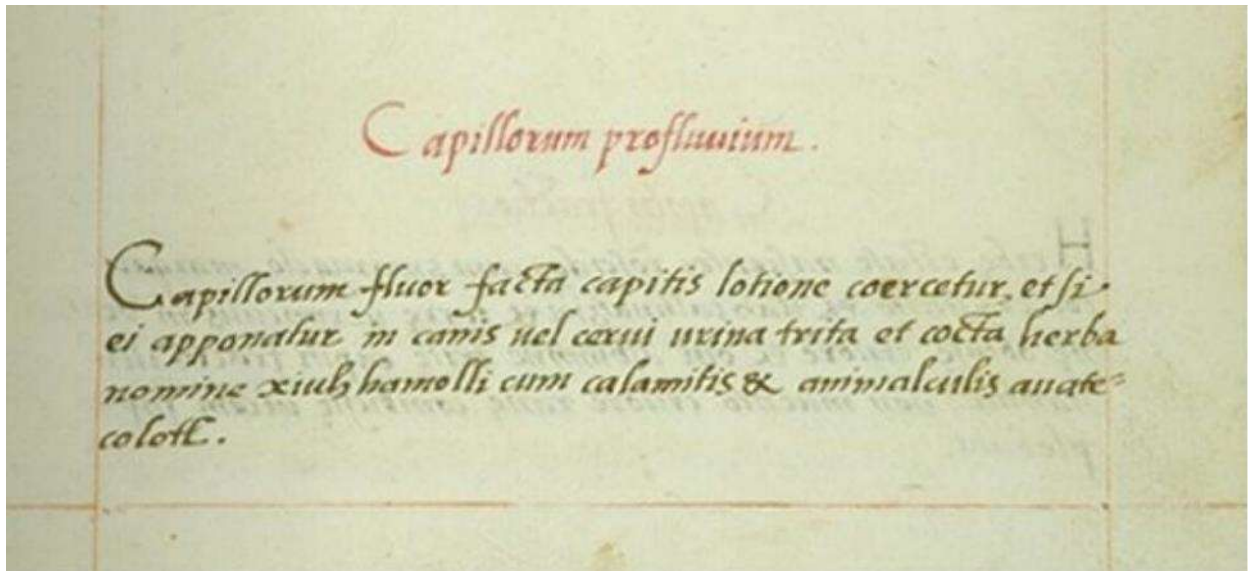 Capillorum profluuium.
Capillorum fluor facta capitis lotione coercetur, et si
ei apponatur in canis uel cerui urina trita et cocta herba
nomine xiuhhamolli cum calamitis & animalculis auate=
colotl.